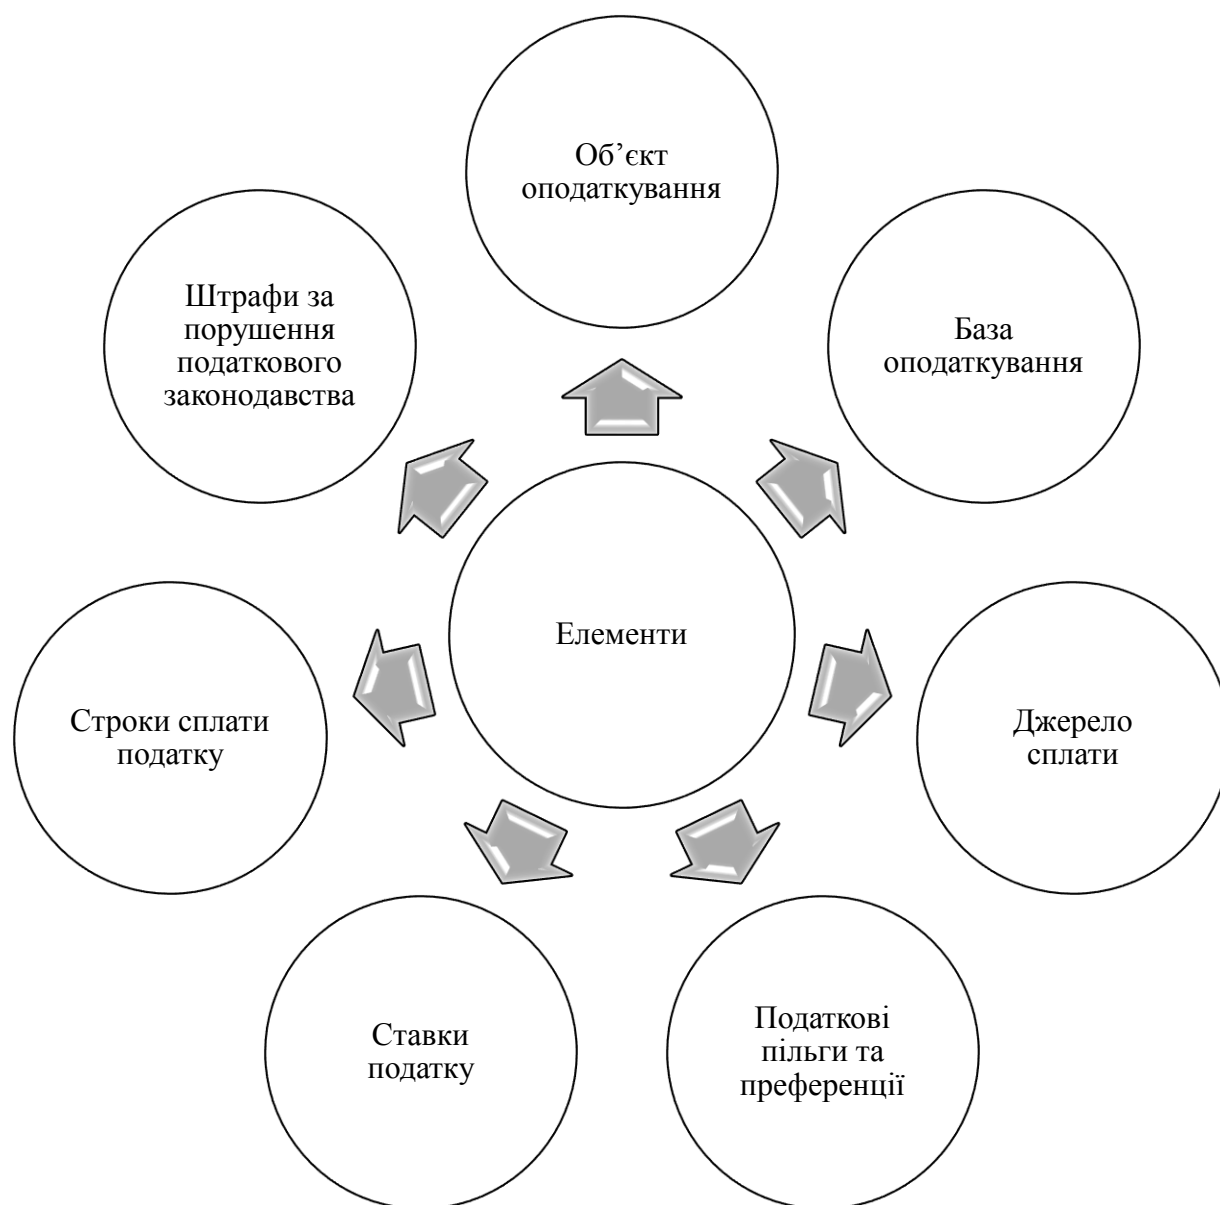 Об’єкт
оподаткування
База
оподаткування
Джерело
сплати
Податкові
пільги та
преференції
Ставки
податку
Строки сплати
податку
Штрафи за
порушення
податкового
законодавства
Елементи